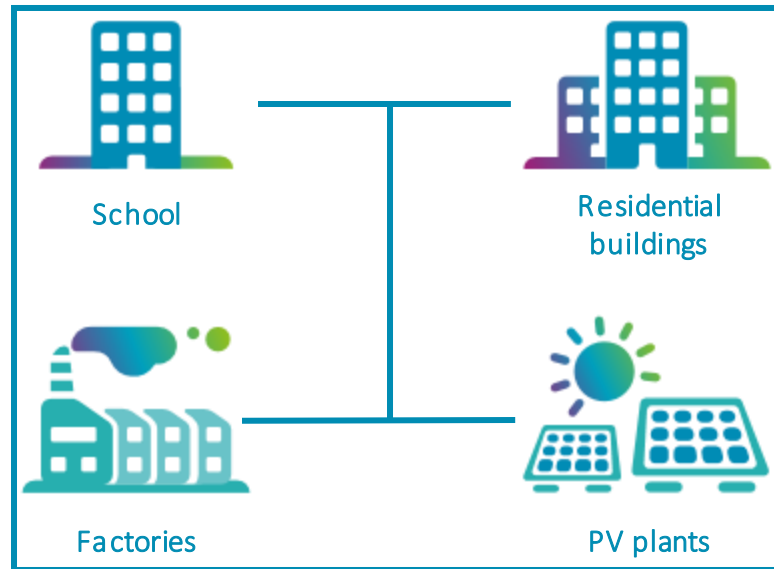 School
Residential
buildings
Factories
PV plants